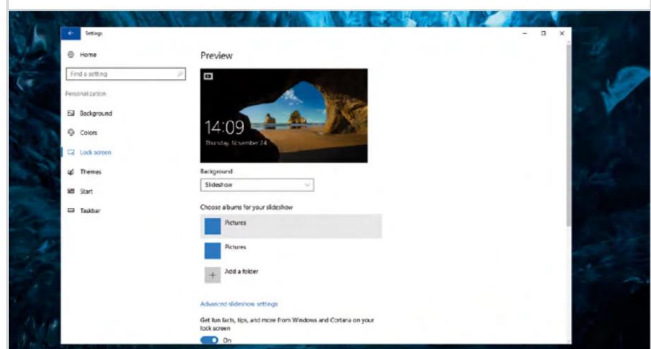 Settings
Home
Find a setting
Personalization
Background
Colors
Lock screen
Themes
Start
Taskbar
Preview
14:09
Thursday, November 24
Background
Slideshow
Choose albums for your slideshow
Pictures
Pictures
Add a folder
Advanced slideshow settings
Get fun facts, tips, and more from Windows and Cortana on your
lock screen
On